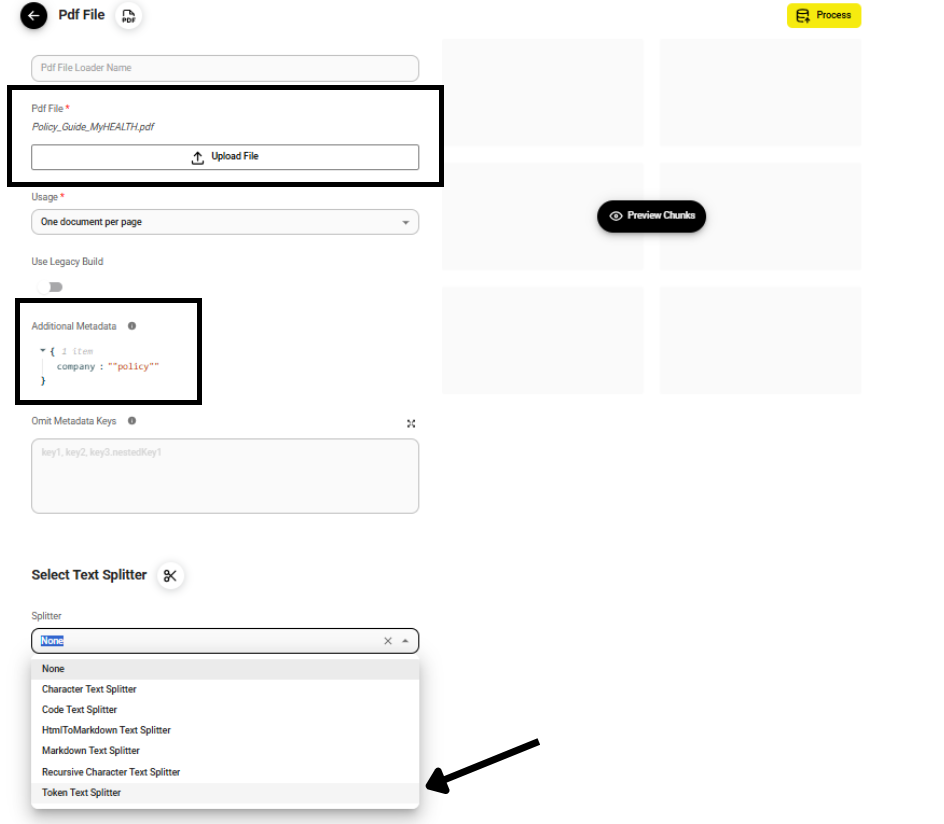 Pdf File
PDF
Process
Pdf File Loader Name
Pdf File *
Policy_Guide_MyHEALTH.pdf
Upload File
Usage *
One document per page
Preview Chunks
Use Legacy Build
Additional Metadata
{ 1 item
company : ""policy""
}
Omit Metadata Keys
key1, key2, key3.nestedKey1
Select Text Splitter
Splitter
None
None
Character Text Splitter
Code Text Splitter
HtmlToMarkdown Text Splitter
Markdown Text Splitter
Recursive Character Text Splitter
Token Text Splitter